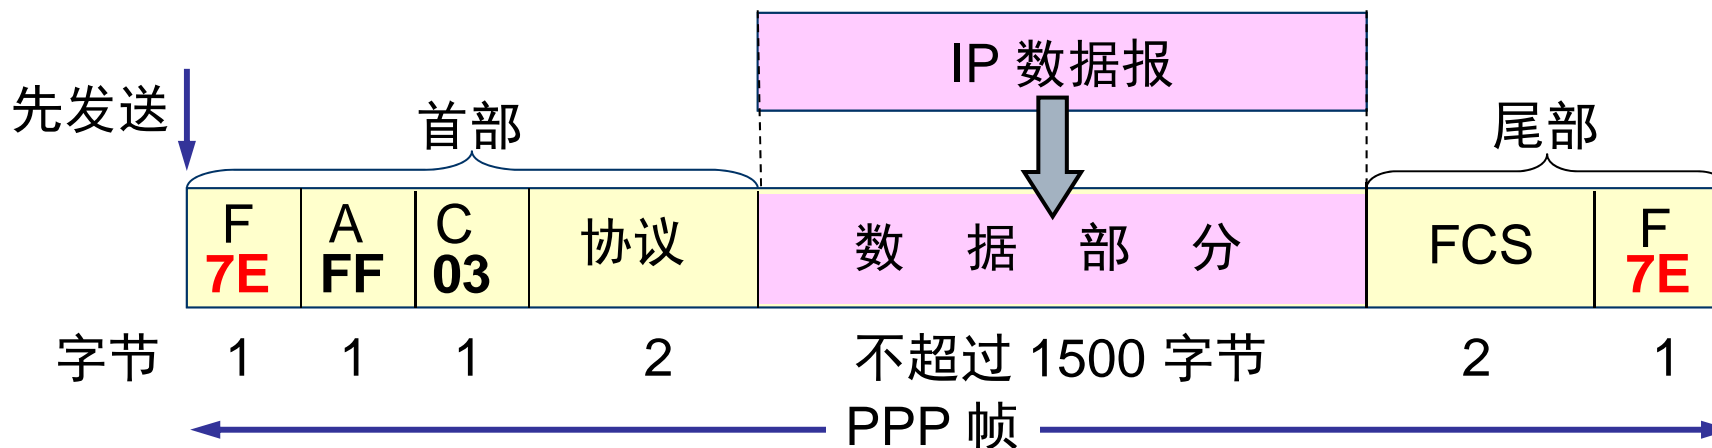 IP 数据报
先发送
首部
尾部
F A C 协议 数 据 部 分 FCS F
7E FF 03 7E
字节 1 1 1 2 不超过 1500 字节 2 1
PPP 帧